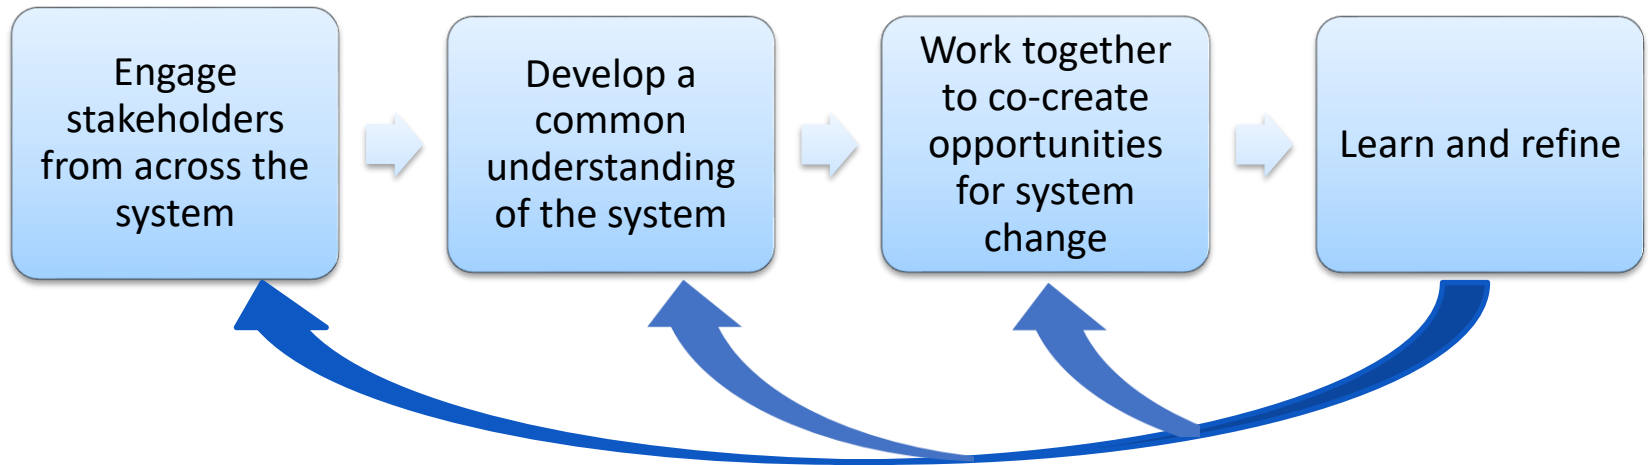 Engage
stakeholders
from across the
system
Develop a
common
understanding
of the system
Work together
to co-create
opportunities
for system
change
Learn and refine